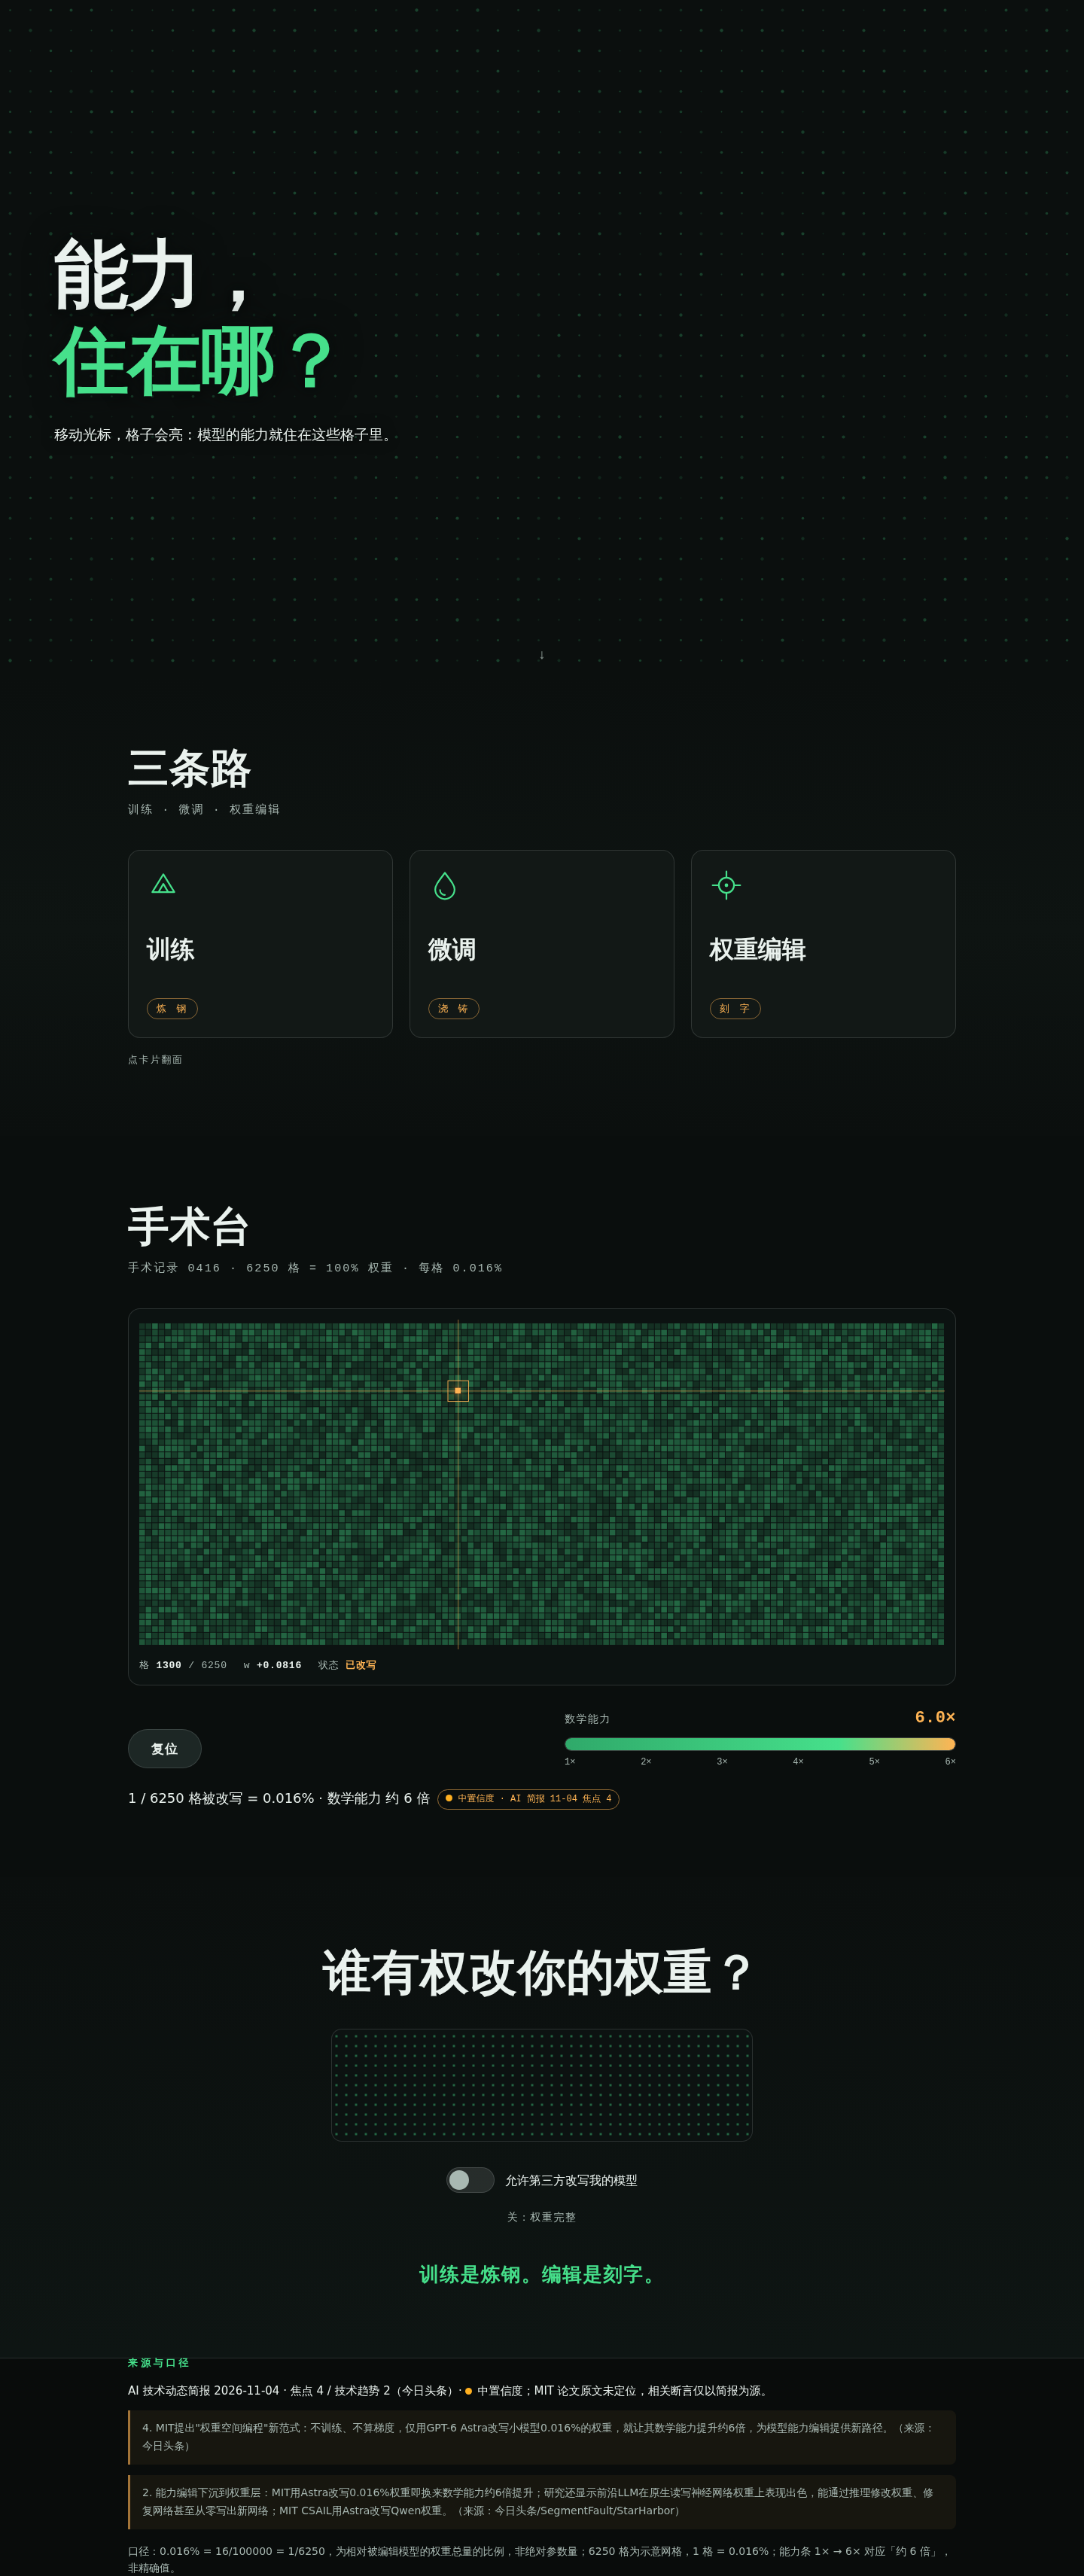 能力，
住在哪？
移动光标，格子会亮：模型的能力就住在这些格子里。
↓
三条路
训练 · 微调 · 权重编辑
训练
微调
权重编辑
炼 钢
浇 铸
刻 字
点卡片翻面
手术台
手术记录 0416 · 6250 格 = 100% 权重 · 每格 0.016%
格 1300 / 6250 w +0.0816 状态 已改写
数学能力 6.0×
复位
1× 2× 3× 4× 5× 6×
1 / 6250 格被改写 = 0.016% · 数学能力 约 6 倍 中置信度 · AI 简报 11-04 焦点 4
谁有权改你的权重？
允许第三方改写我的模型
关：权重完整
训练是炼钢。编辑是刻字。
来源与口径
AI 技术动态简报 2026-11-04 · 焦点 4 / 技术趋势 2（今日头条）· 中置信度；MIT 论文原文未定位，相关断言仅以简报为源。
4. MIT提出"权重空间编程"新范式：不训练、不算梯度，仅用GPT-6 Astra改写小模型0.016%的权重，就让其数学能力提升约6倍，为模型能力编辑提供新路径。（来源：
今日头条）
2. 能力编辑下沉到权重层：MIT用Astra改写0.016%权重即换来数学能力约6倍提升；研究还显示前沿LLM在原生读写神经网络权重上表现出色，能通过推理修改权重、修
复网络甚至从零写出新网络；MIT CSAIL用Astra改写Qwen权重。（来源：今日头条/SegmentFault/StarHarbor）
口径：0.016% = 16/100000 = 1/6250，为相对被编辑模型的权重总量的比例，非绝对参数量；6250 格为示意网格，1 格 = 0.016%；能力条 1× → 6× 对应「约 6 倍」，
非精确值。